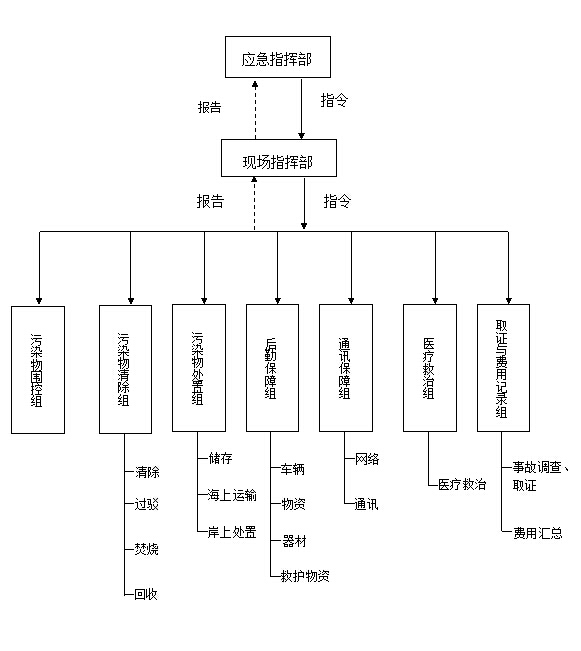 应急指挥部
报告
指令
现场指挥部
报告
指令
污染物围控组
污染物清除组
污染物处置组
后勤保障组
通讯保障组
医疗救治组
取证与费用记录组
清除
过驳
焚烧
回收
储存
海上运输
岸上处置
车辆
物资
器材
救护物资
网络
通讯
医疗救治
事故调查、
取证
费用汇总